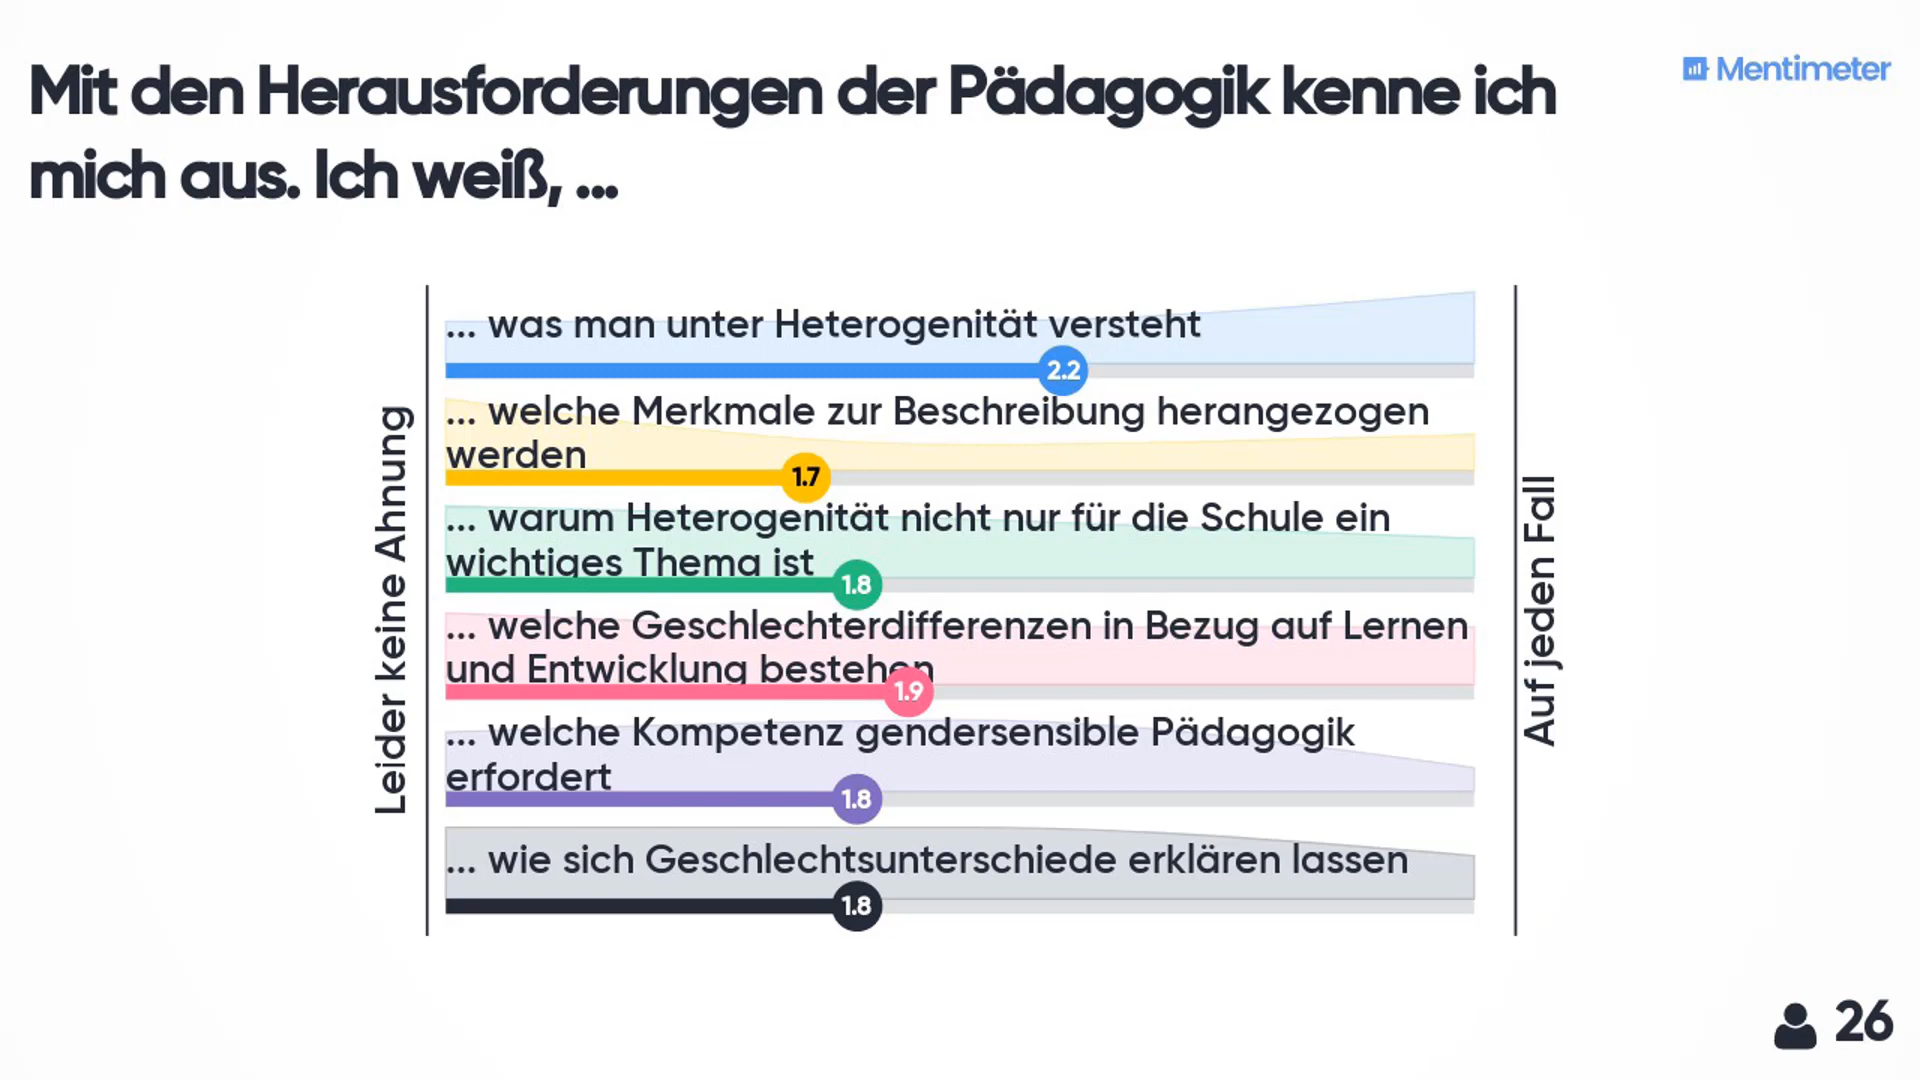 Mit den Herausforderungen der Pädagogik kenne ich
mich aus. Ich weiß, ...
Mentimeter
Leider keine Ahnung
... was man unter Heterogenität versteht
2.2
... welche Merkmale zur Beschreibung herangezogen
werden
1.7
... warum Heterogenität nicht nur für die Schule ein
wichtiges Thema ist
1.8
... welche Geschlechterdifferenzen in Bezug auf Lernen
und Entwicklung bestehen
1.9
... welche Kompetenz gendersensible Pädagogik
erfordert
1.8
... wie sich Geschlechtsunterschiede erklären lassen
1.8
Auf jeden Fall
26